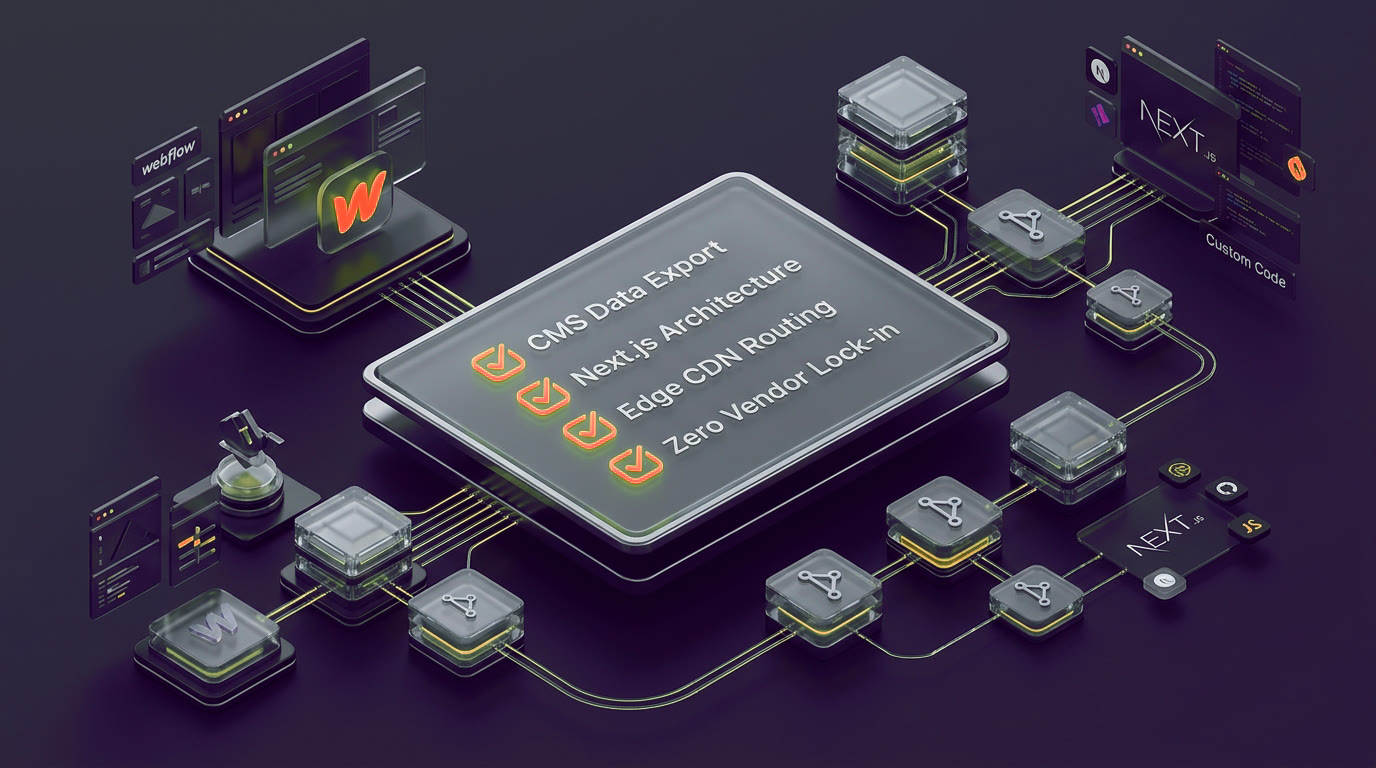 webflow
W
CMS Data Export
Next.js Architecture
Edge CDN Routing
Zero Vendor Lock-in
N
NEXT.JS
Custom Code
W
NEXT.JS
JS